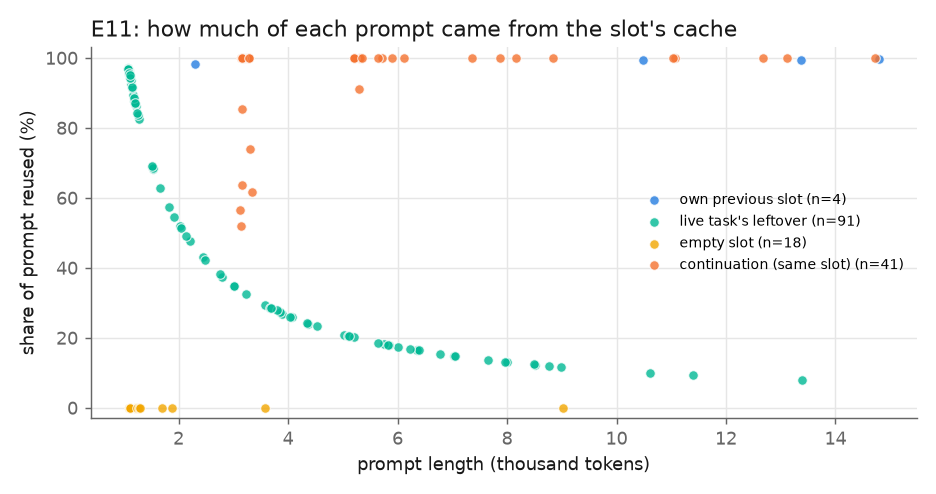 E11: how much of each prompt came from the slot's cache
100
80
60
40
20
0
share of prompt reused (%)
own previous slot (n=4)
live task's leftover (n=91)
empty slot (n=18)
continuation (same slot) (n=41)
2 4 6 8 10 12 14
prompt length (thousand tokens)